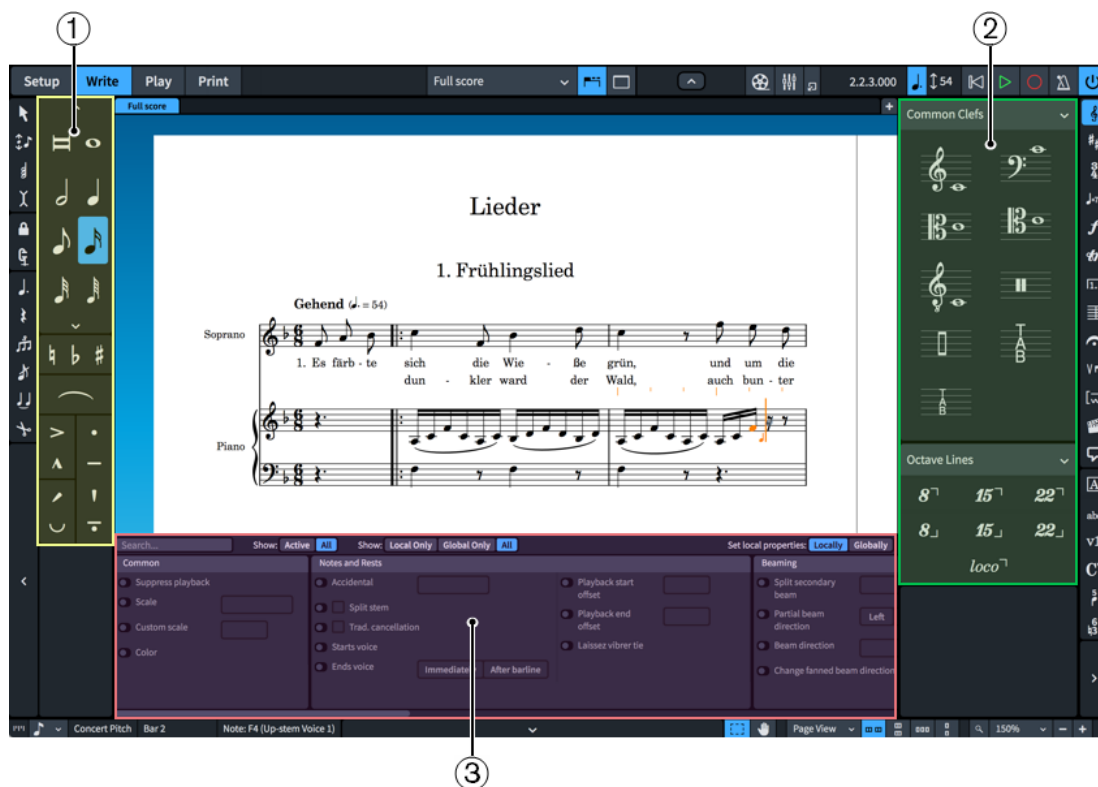 1 2
Setup Write Play Print Full score 2.2.3.000 54
Full score
Common Clefs
Lieder
1. Frühlingslied
Gehend (♩. = 54)
Soprano
1. Es färb - te sich die Wie - ße grün, und um die
dun - kler ward der Wald, auch bun - ter
Piano
T
A
B
T
A
B
Octave Lines
8 15 22
8 15 22
loco
Search... Show: Active All Show: Local Only Global Only All Set local properties: Locally Globally
Common Notes and Rests Beaming
Suppress playback
Scale
Custom scale
Color
Accidental
Split stem
Trad. cancellation
Starts voice
Ends voice Immediately After barline
Playback start
offset
Playback end
offset
Laissez vibrer tie
Split secondary
beam
Partial beam
direction Left
Beam direction
Change fanned beam direction
Concert Pitch Bar 2 Note: F4 (Up-stem Voice 1) Page View 150%
3